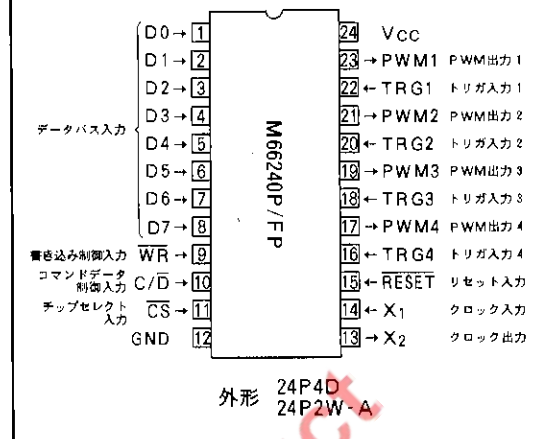 D0→ 1 24 Vcc
D1→ 2 23 →PWM1 PWM出力1
D2→ 3 22 ←TRG1 トリガ入力1
D3→ 4 21 →PWM2 PWM出力2
データバス入力
D4→ 5 20 ←TRG2 トリガ入力2
D5→ 6 19 →PWM3 PWM出力3
D6→ 7 18 ←TRG3 トリガ入力3
D7→ 8 17 →PWM4 PWM出力4
M66240P/FP
書き込み制御入力 W̅R̅→ 9 16 ←TRG4 トリガ入力4
コマンドデータ
制御入力 C/D̅→ 10 15 ←R̅E̅S̅E̅T̅ リセット入力
チップセレクト
入力 C̅S̅→ 11 14 ←X₁ クロック入力
GND 12 13 →X₂ クロック出力
外形 24P4D
24P2W-A